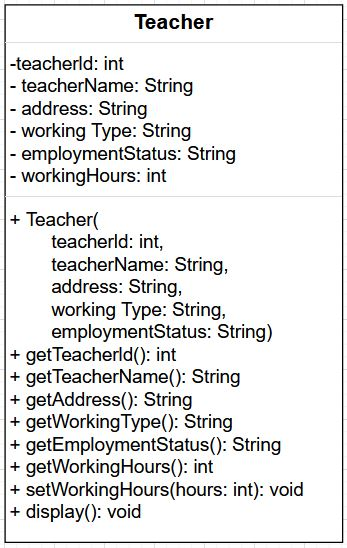 Teacher
-teacherId: int
- teacherName: String
- address: String
- working Type: String
- employmentStatus: String
- workingHours: int
+ Teacher(
teacherId: int,
teacherName: String,
address: String,
working Type: String,
employmentStatus: String)
+ getTeacherId(): int
+ getTeacherName(): String
+ getAddress(): String
+ getWorkingType(): String
+ getEmploymentStatus(): String
+ getWorkingHours(): int
+ setWorkingHours(hours: int): void
+ display(): void